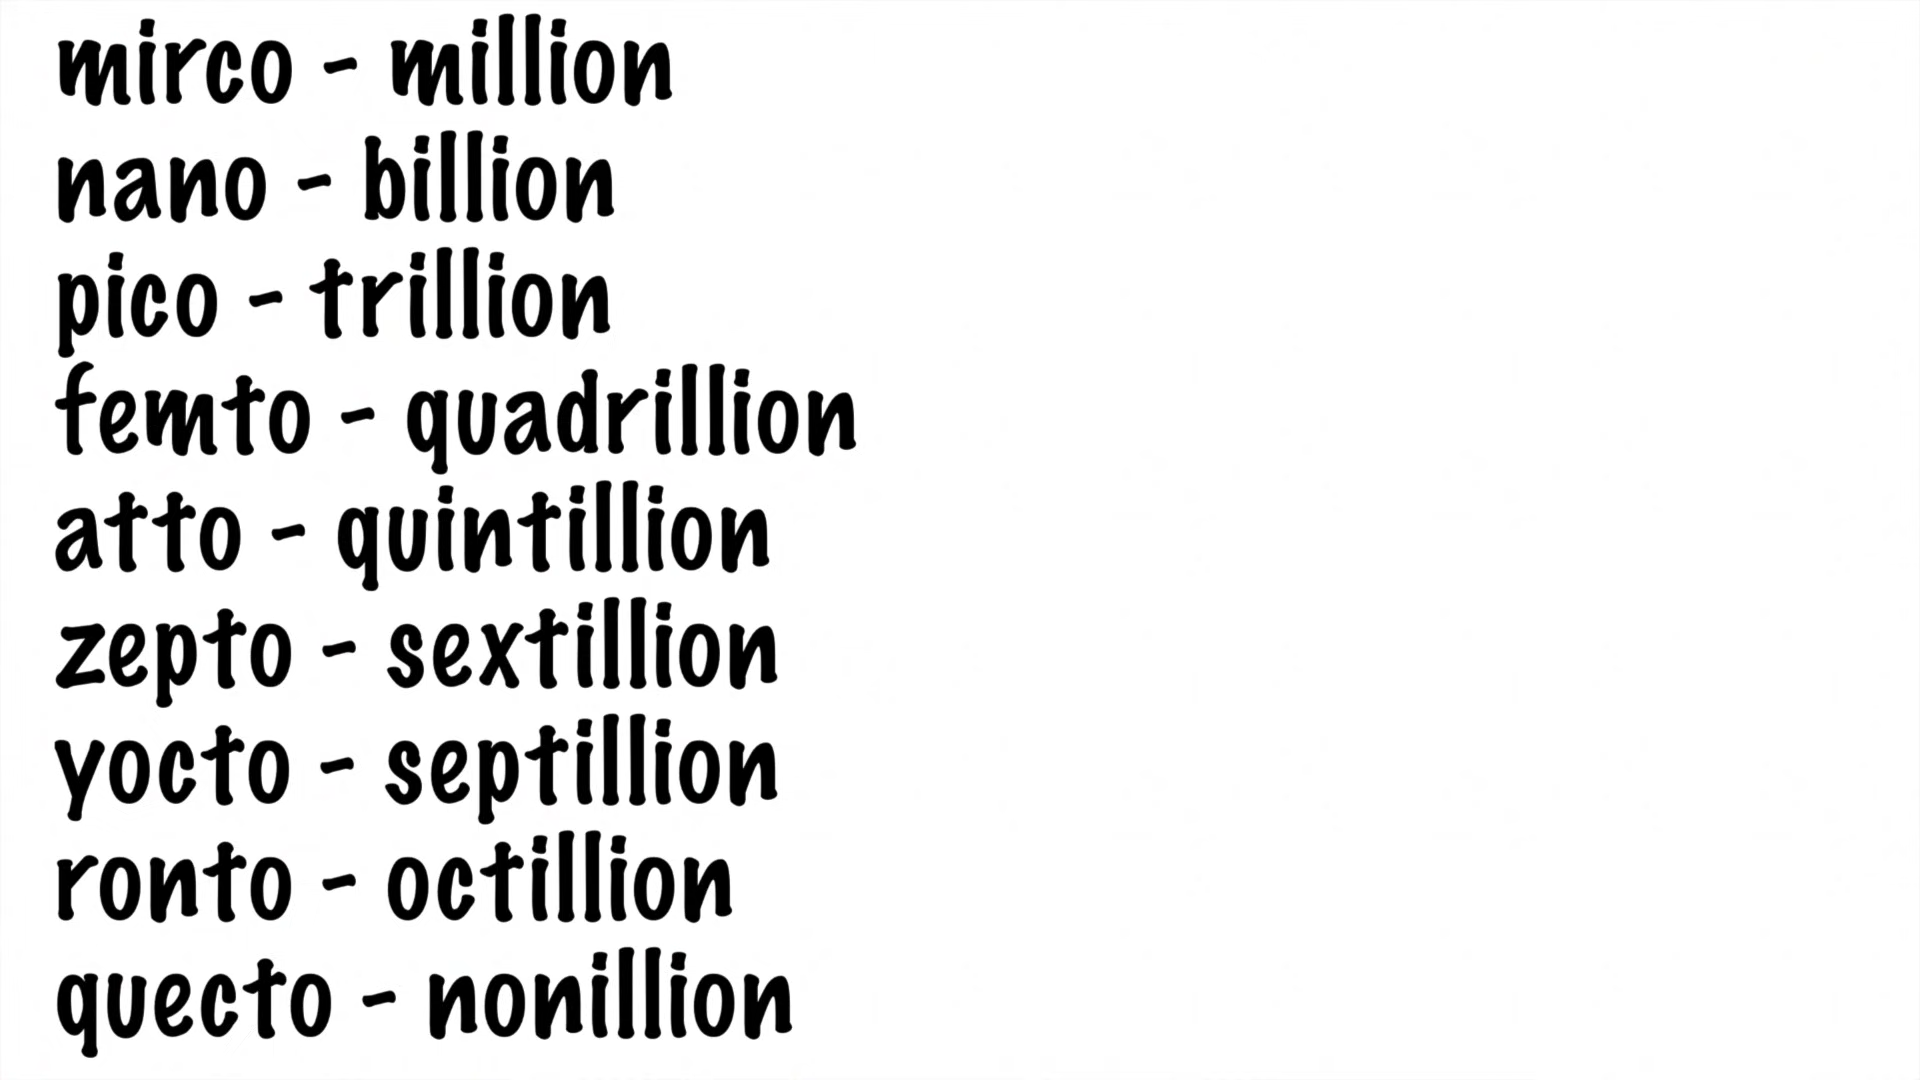 mirco - million
nano - billion
pico - trillion
femto - quadrillion
atto - quintillion
zepto - sextillion
yocto - septillion
ronto - octillion
quecto - nonillion